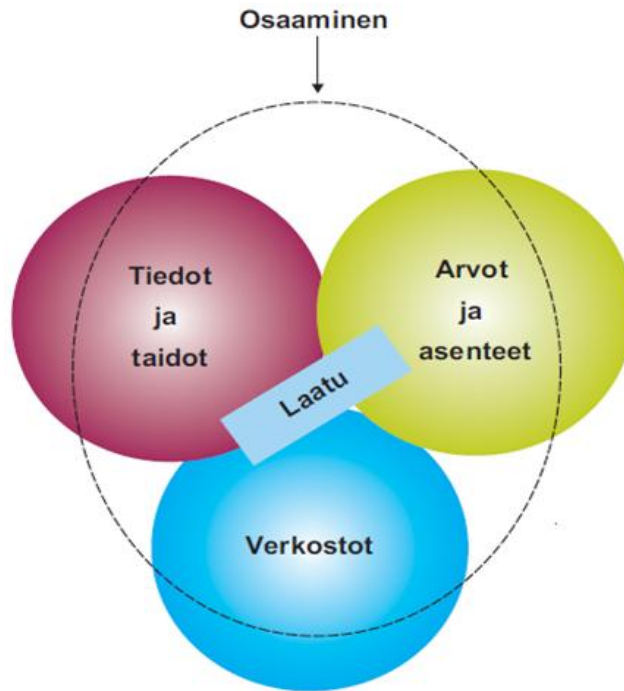 Osaaminen
Tiedot
ja
taidot
Arvot
ja
asenteet
Laatu
Verkostot